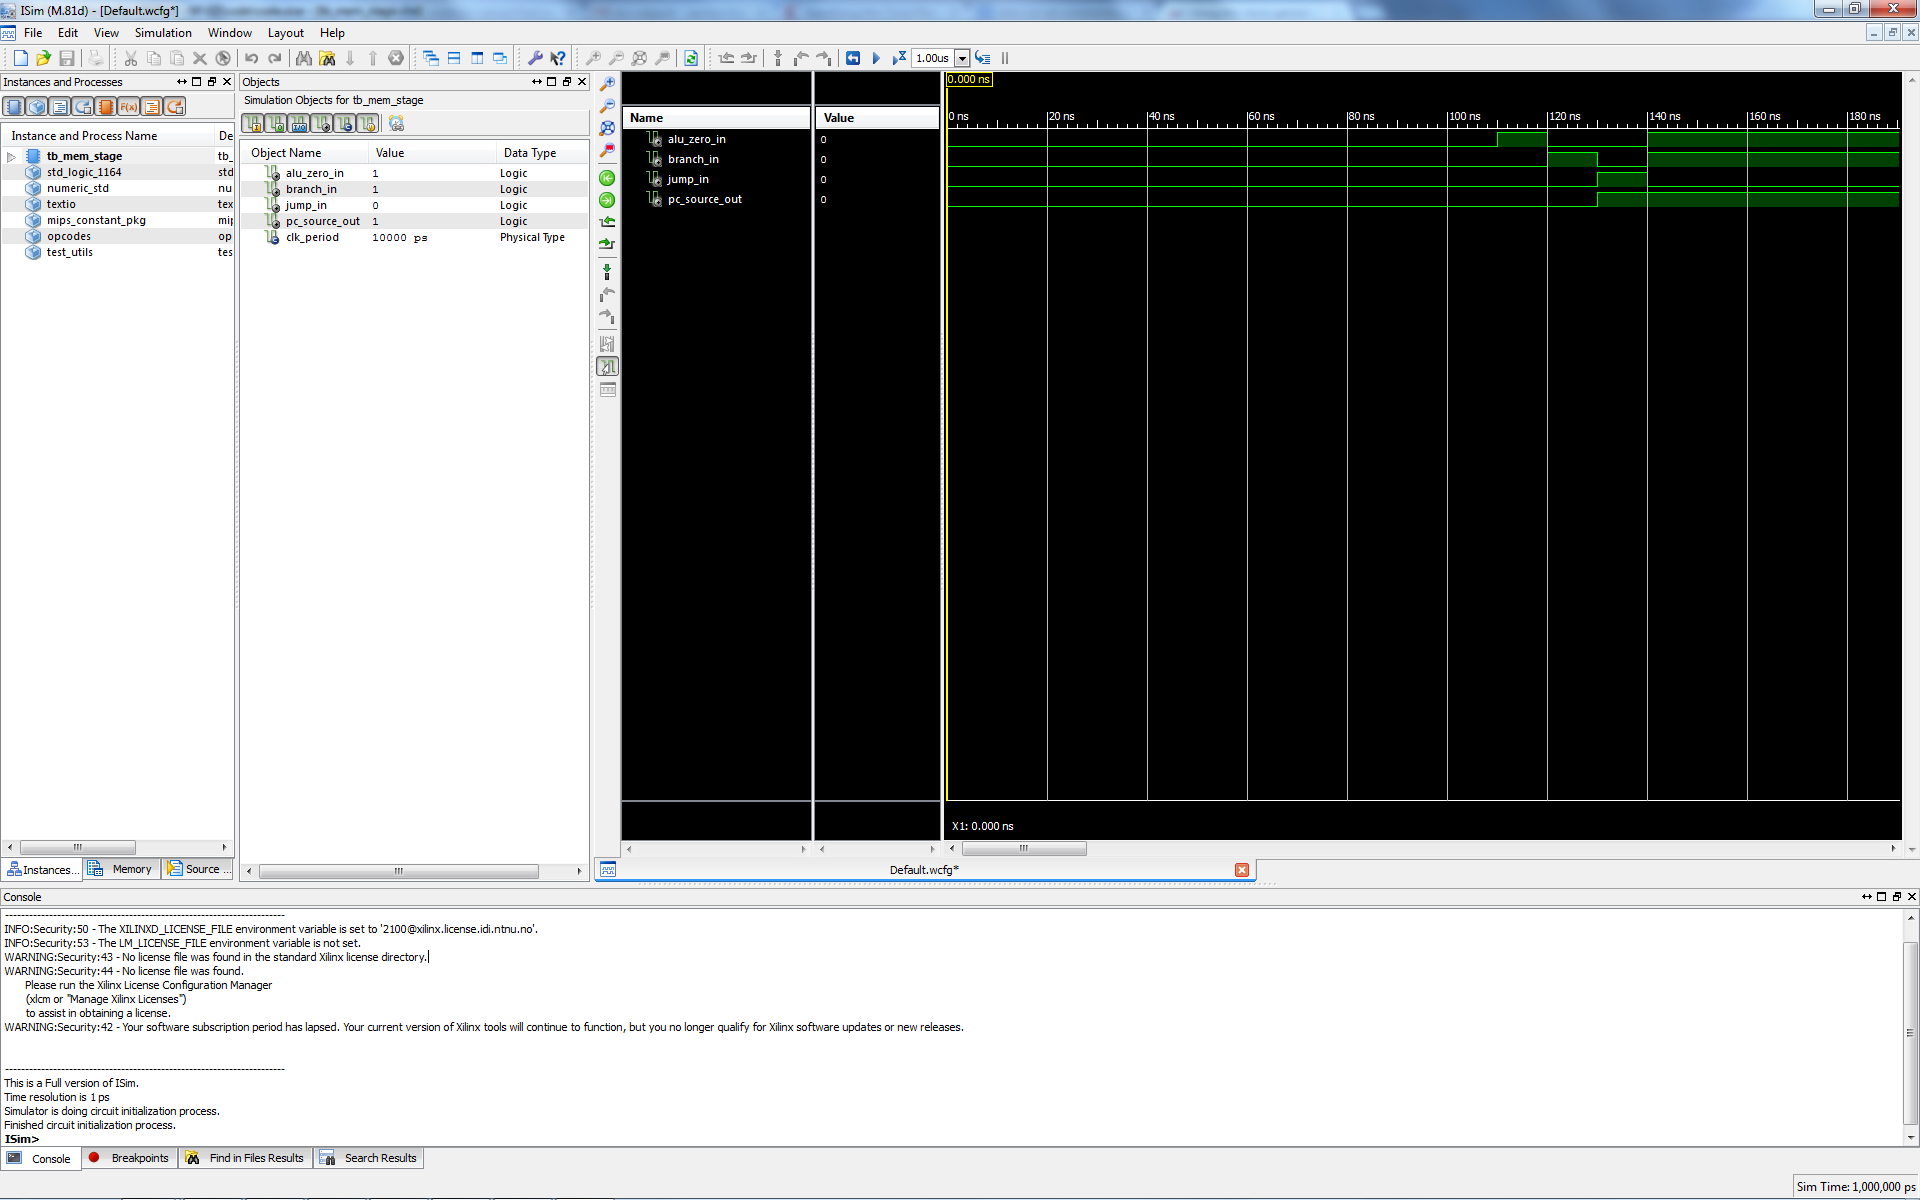 ISim (M.81d) - [Default.wcfg*]
File Edit View Simulation Window Layout Help
1.00us
Instances and Processes
Objects
Simulation Objects for tb_mem_stage
Instance and Process Name De
tb_mem_stage tb_
std_logic_1164 std
numeric_std nu
textio tex
mips_constant_pkg mip
opcodes op
test_utils tes
Object Name Value Data Type
alu_zero_in 1 Logic
branch_in 1 Logic
jump_in 0 Logic
pc_source_out 1 Logic
clk_period 10000 ps Physical Type
Name Value
alu_zero_in 0
branch_in 0
jump_in 0
pc_source_out 0
0.000 ns
0 ns 20 ns 40 ns 60 ns 80 ns 100 ns 120 ns 140 ns 160 ns 180 ns
X1: 0.000 ns
Instances... Memory Source ...
Default.wcfg*
Console
INFO:Security:50 - The XILINXD_LICENSE_FILE environment variable is set to '2100@xilinx.license.idi.ntnu.no'.
INFO:Security:53 - The LM_LICENSE_FILE environment variable is not set.
WARNING:Security:43 - No license file was found in the standard Xilinx license directory.
WARNING:Security:44 - No license file was found.
Please run the Xilinx License Configuration Manager
(xlcm or "Manage Xilinx Licenses")
to assist in obtaining a license.
WARNING:Security:42 - Your software subscription period has lapsed. Your current version of Xilinx tools will continue to function, but you no longer qualify for Xilinx software updates or new releases.
----------------------------------------------------------------------
This is a Full version of ISim.
Time resolution is 1 ps
Simulator is doing circuit initialization process.
Finished circuit initialization process.
ISim>
Console Breakpoints Find in Files Results Search Results
Sim Time: 1,000,000 ps